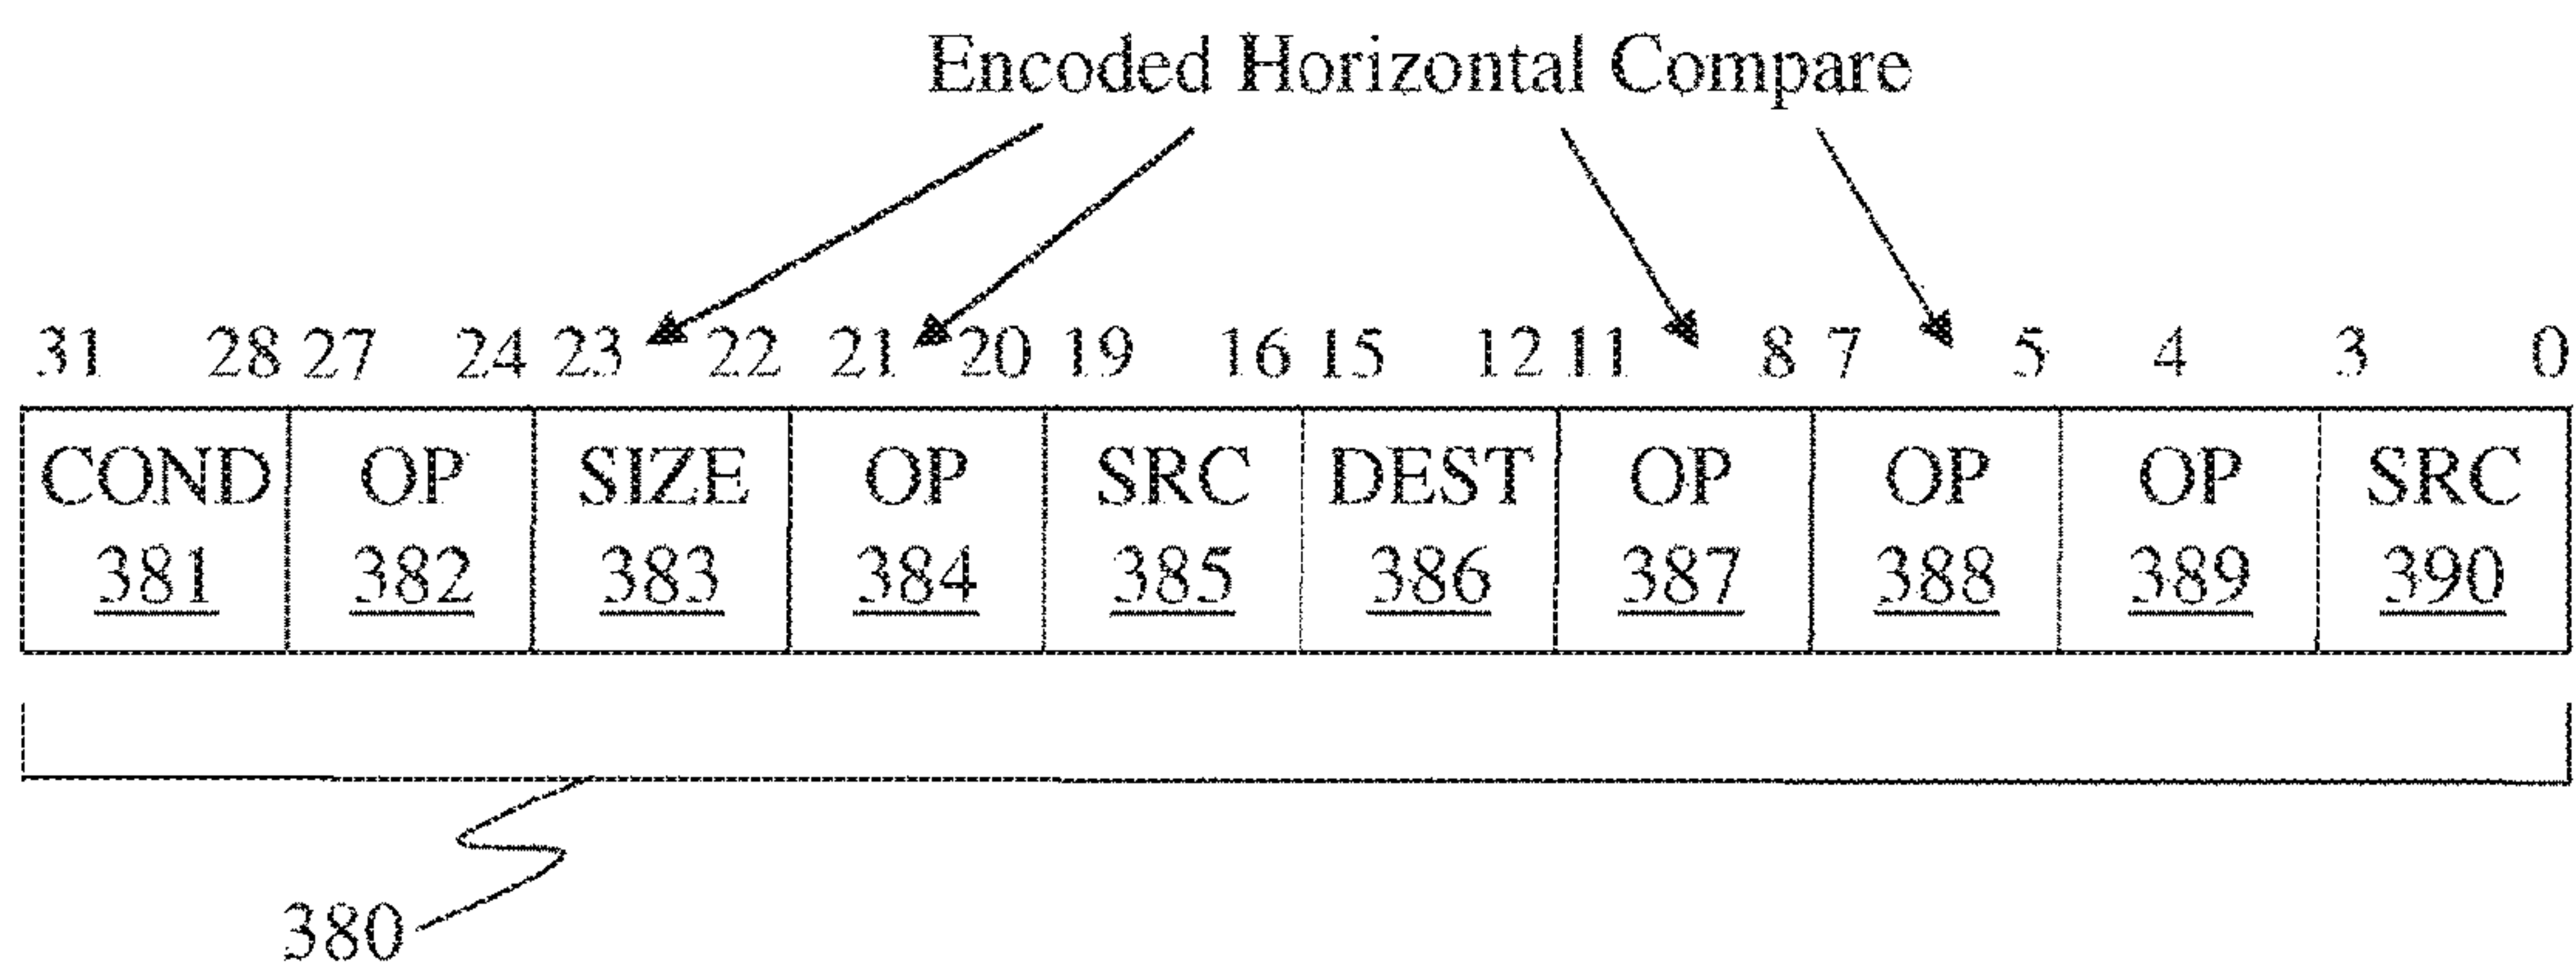 Encoded Horizontal Compare
31 28 27 24 23 22 21 20 19 16 15 12 11 8 7 5 4 3 0
COND OP SIZE OP SRC DEST OP OP OP SRC
381 382 383 384 385 386 387 388 389 390
380